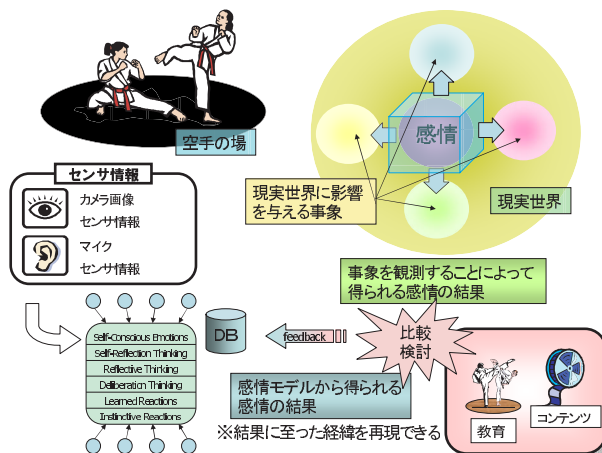 空手の場
センサ情報
カメラ画像
センサ情報
マイク
センサ情報
感情
現実世界に影響
を与える事象
現実世界
事象を観測することによって
得られる感情の結果
Self-Conscious Emotions
Self-Reflection Thinking
Reflective Thinking
Deliberation Thinking
Learned Reactions
Instinctive Reactions
DB
feedback
比較
検討
感情モデルから得られる
感情の結果
※結果に至った経緯を再現できる
教育
コンテンツ